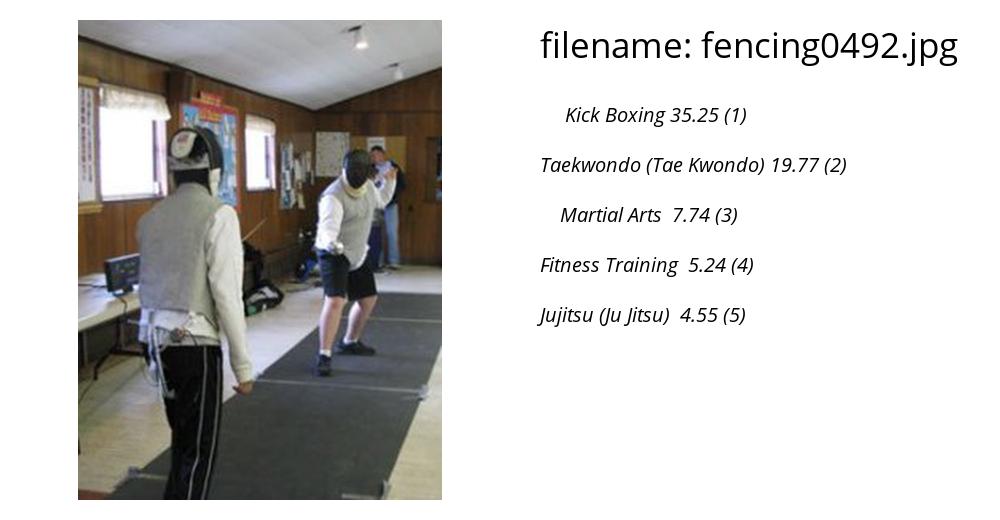 filename: fencing0492.jpg
Kick Boxing 35.25 (1)
Taekwondo (Tae Kwondo) 19.77 (2)
Martial Arts 7.74 (3)
Fitness Training 5.24 (4)
Jujitsu (Ju Jitsu) 4.55 (5)